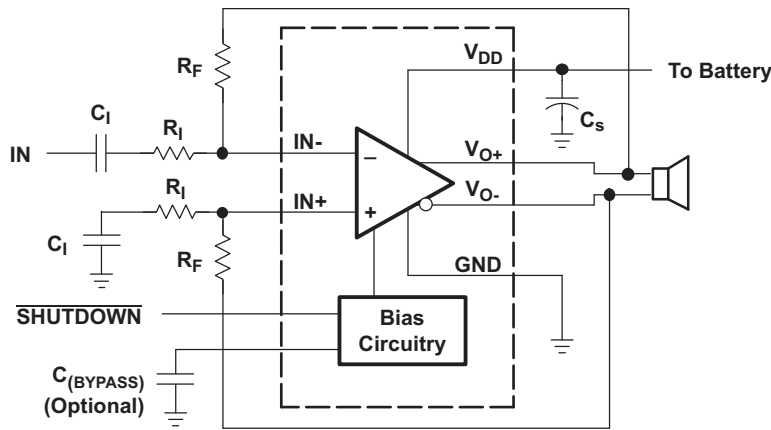 R_F
V_DD
To Battery
C_I
R_I
C_s
IN
IN-
−
V_O+
R_I
IN+
+
V_O-
C_I
R_F
GND
SHUTDOWN
Bias
Circuitry
C_(BYPASS)
(Optional)